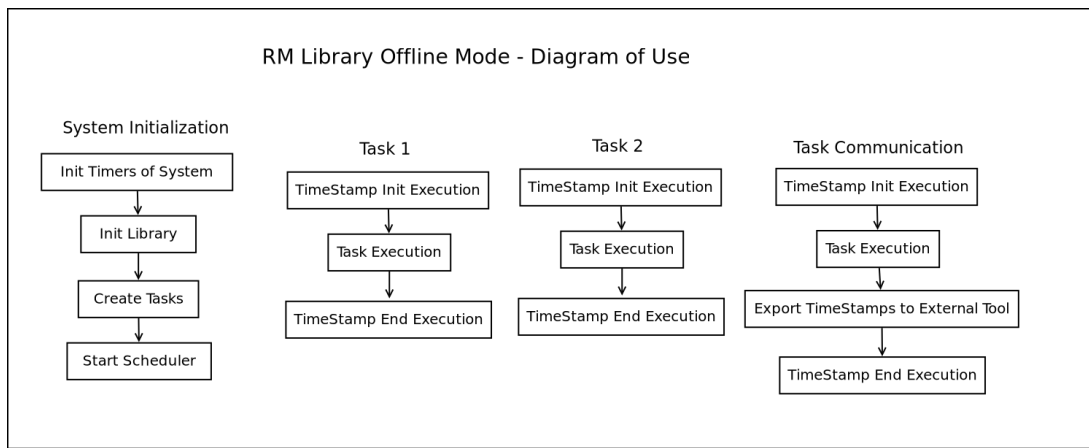 RM Library Offline Mode - Diagram of Use
System Initialization
Init Timers of System
Init Library
Create Tasks
Start Scheduler
Task 1
TimeStamp Init Execution
Task Execution
TimeStamp End Execution
Task 2
TimeStamp Init Execution
Task Execution
TimeStamp End Execution
Task Communication
TimeStamp Init Execution
Task Execution
Export TimeStamps to External Tool
TimeStamp End Execution